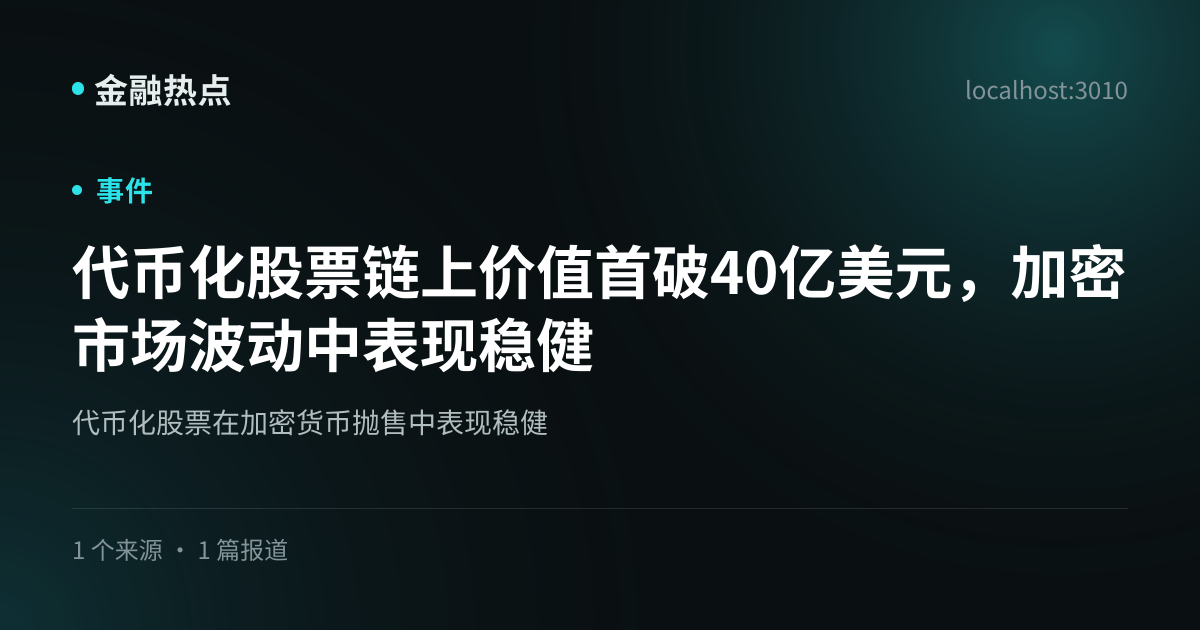 金融热点
localhost:3010
事件
代币化股票链上价值首破40亿美元，加密
市场波动中表现稳健
代币化股票在加密货币抛售中表现稳健
1 个来源 · 1 篇报道